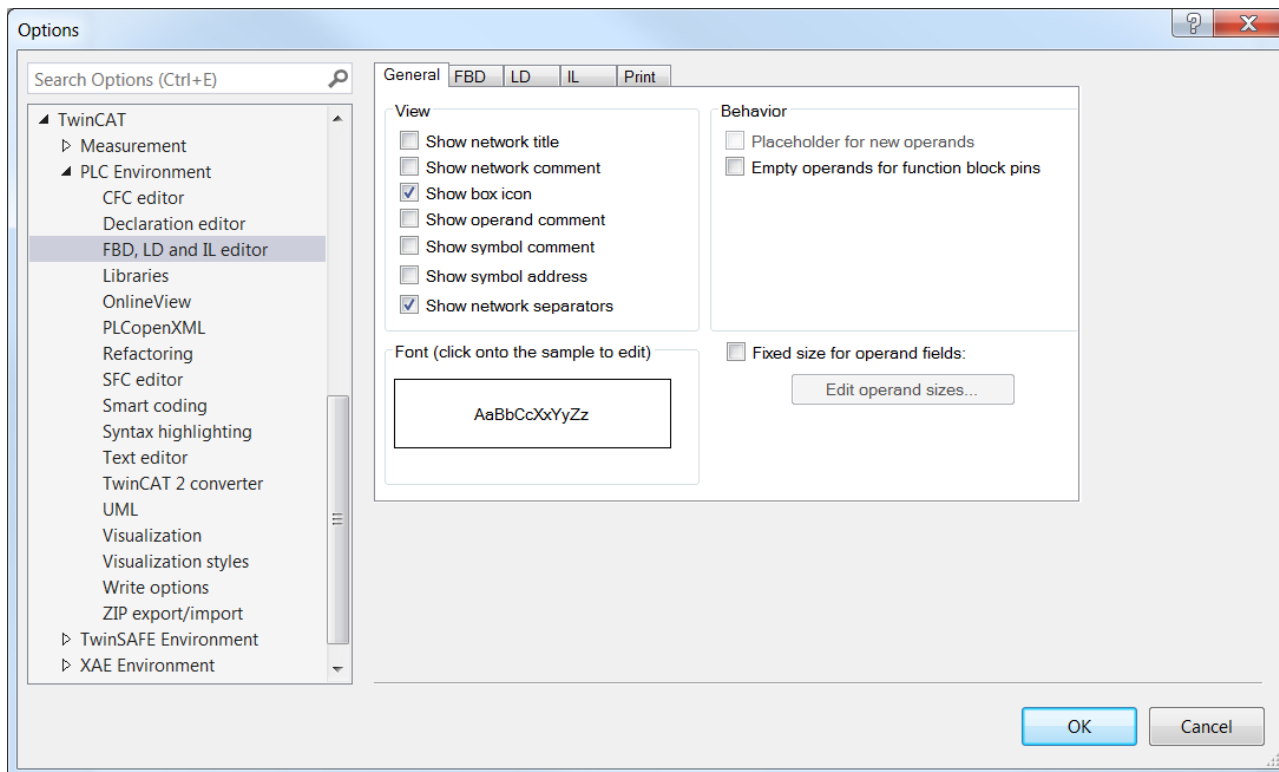 Options
Search Options (Ctrl+E)
TwinCAT
Measurement
PLC Environment
CFC editor
Declaration editor
FBD, LD and IL editor
Libraries
OnlineView
PLCopenXML
Refactoring
SFC editor
Smart coding
Syntax highlighting
Text editor
TwinCAT 2 converter
UML
Visualization
Visualization styles
Write options
ZIP export/import
TwinSAFE Environment
XAE Environment
General FBD LD IL Print
View
Show network title
Show network comment
Show box icon
Show operand comment
Show symbol comment
Show symbol address
Show network separators
Behavior
Placeholder for new operands
Empty operands for function block pins
Font (click onto the sample to edit)
AaBbCcXxYyZz
Fixed size for operand fields:
Edit operand sizes...
OK Cancel